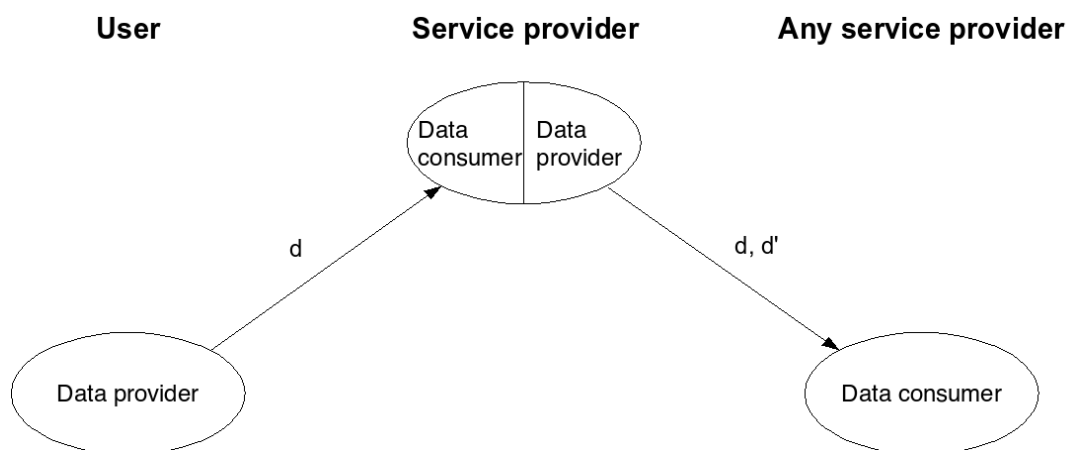 User
Service provider
Any service provider
Data
consumer
Data
provider
d
d, d'
Data provider
Data consumer